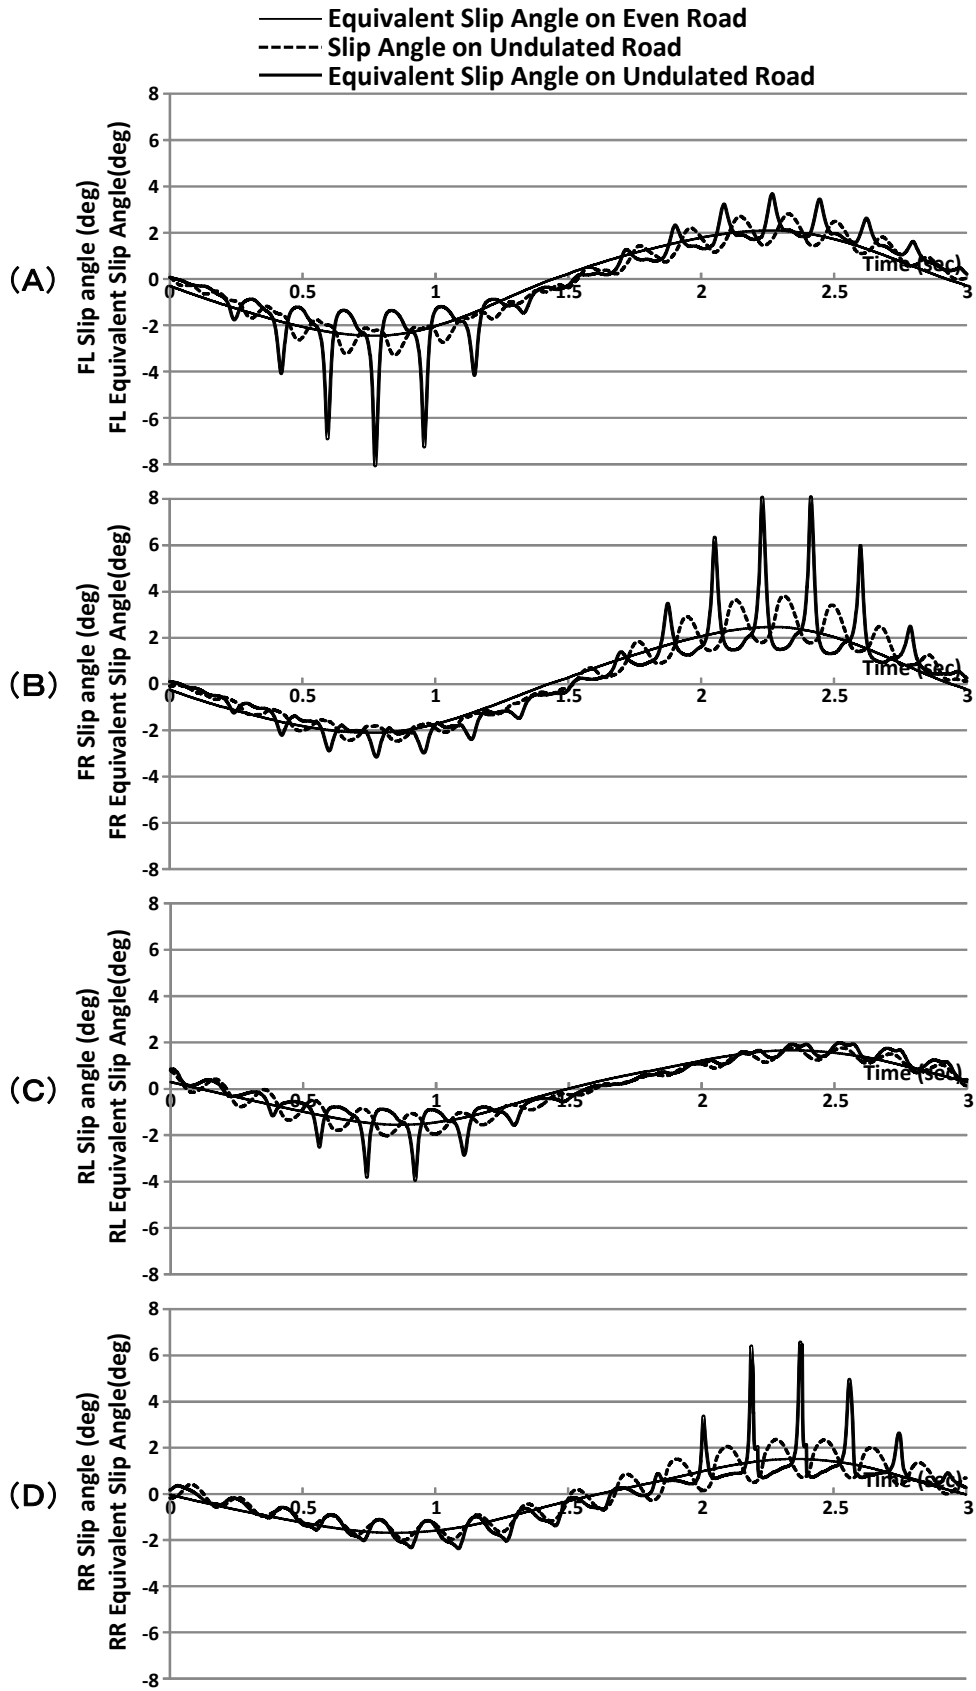 Equivalent Slip Angle on Even Road
Slip Angle on Undulated Road
Equivalent Slip Angle on Undulated Road
(A)
FL Slip angle (deg)
FL Equivalent Slip Angle(deg)
8
6
4
2
0
-2
-4
-6
-8
0 0.5 1 1.5 2 2.5 3
Time (sec)
(B)
FR Slip angle (deg)
FR Equivalent Slip Angle(deg)
8
6
4
2
0
-2
-4
-6
-8
0 0.5 1 1.5 2 2.5 3
Time (sec)
(C)
RL Slip angle (deg)
RL Equivalent Slip Angle(deg)
8
6
4
2
0
-2
-4
-6
-8
0 0.5 1 1.5 2 2.5 3
Time (sec)
(D)
RR Slip angle (deg)
RR Equivalent Slip Angle(deg)
8
6
4
2
0
-2
-4
-6
-8
0 0.5 1 1.5 2 2.5 3
Time (sec)